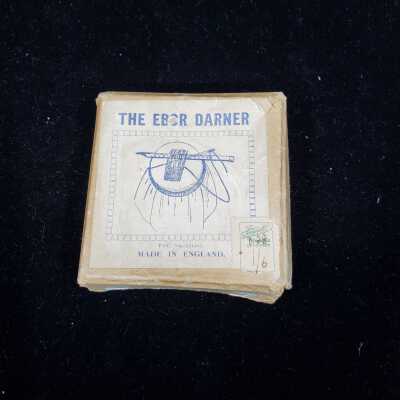 THE EBOR DARNER
MADE IN ENGLAND.
1/6